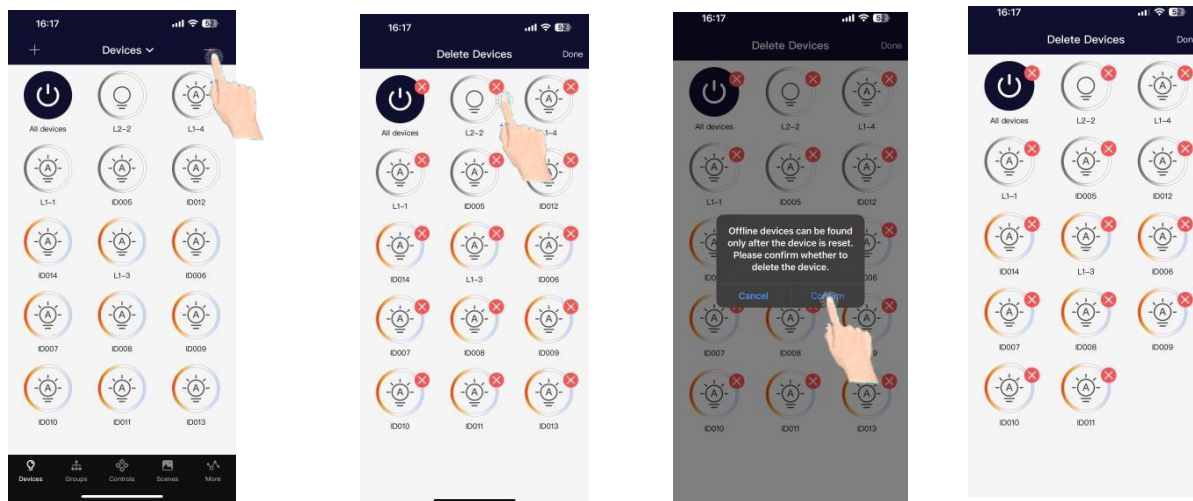 16:17
Devices
All devices L2-2 L1-4
L1-1 ID005 ID012
ID014 L1-3 ID006
ID007 ID008 ID009
ID010 ID011 ID013
Devices Groups Controls Scenes More
16:17
Delete Devices Done
All devices L2-2 1-4
L1-1 ID005 ID012
ID014 L1-3 ID006
ID007 ID008 ID009
ID010 ID011 ID013
16:17
Delete Devices Done
All devices L2-2 L1-4
L1-1 ID005 ID012
Offline devices can be found
only after the device is reset.
Please confirm whether to
delete the device.
Cancel Confirm
ID007 ID008 9
ID010 ID011 ID013
16:17
Delete Devices Don
All devices L2-2 L1-4
L1-1 ID005 ID012
ID014 L1-3 ID006
ID007 ID008 ID009
ID010 ID011